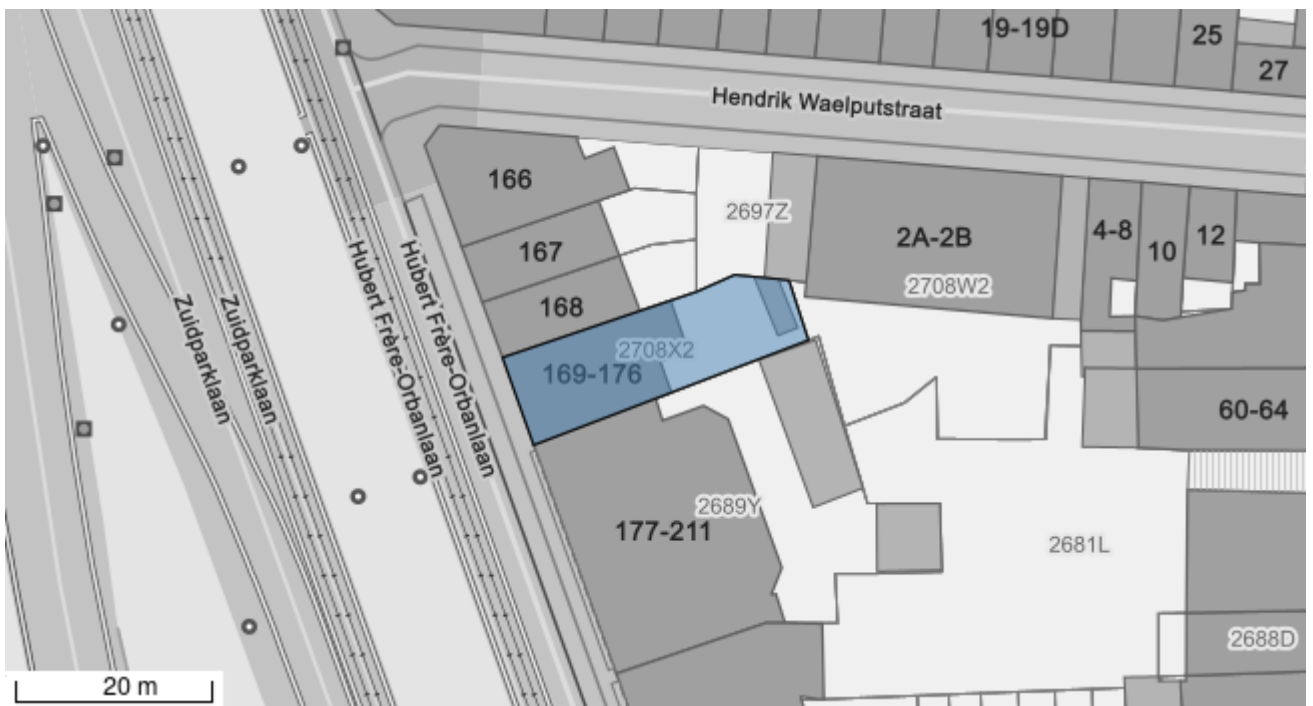 19-19D
25
27
Hendrik Waelputstraat
166
2697Z
167
2A-2B
4-8
10
12
2708W2
168
Hubert Frère-Orbanlaan
Hubert Frère-Orbanlaan
Zuidparklaan
Zuidparklaan
2708X2
169-176
60-64
2689Y
177-211
2681L
2688D
20 m